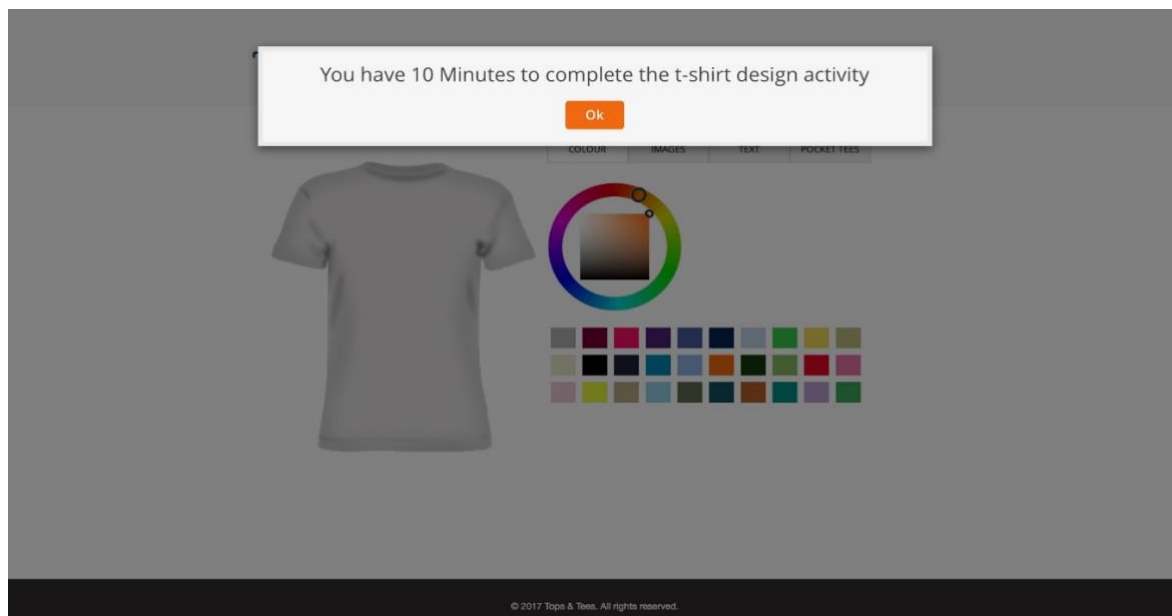 You have 10 Minutes to complete the t-shirt design activity
Ok
COLOUR IMAGES TEXT POCKET TEES
© 2017 Tops & Tees. All rights reserved.